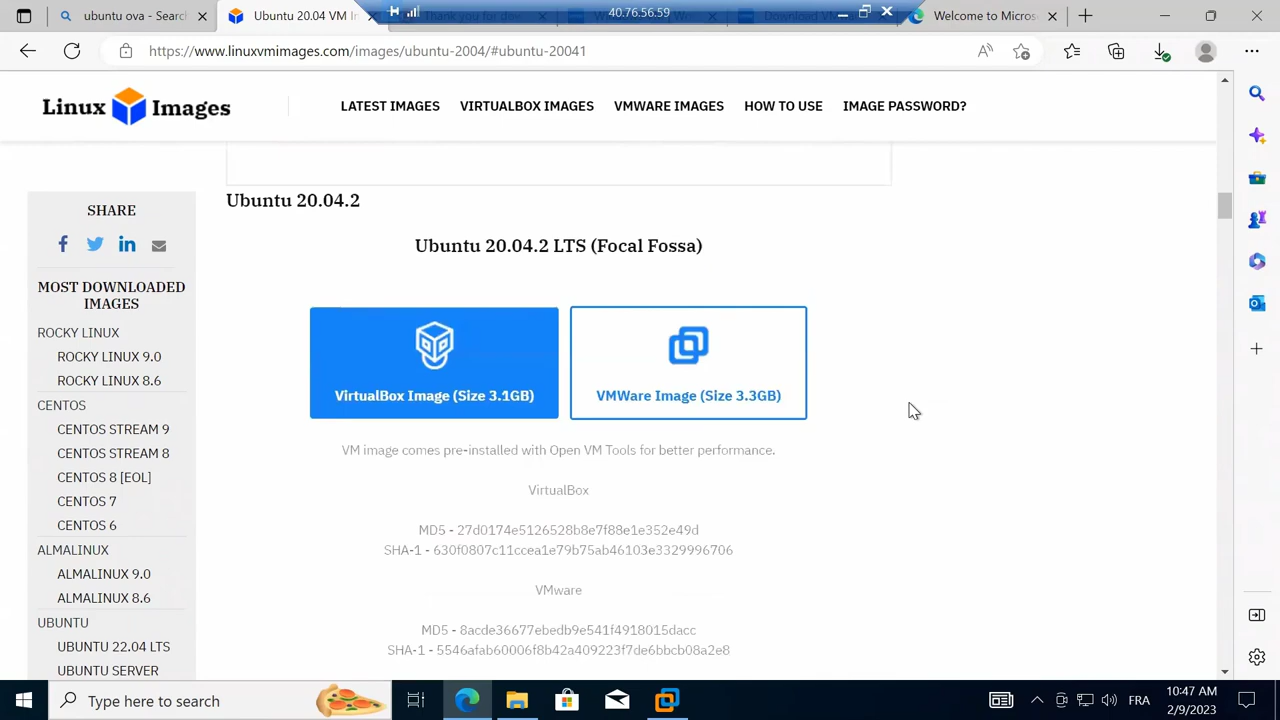 ubuntu ova - Search
Ubuntu 20.04 VM
40.76.56.59
Welcome to Micros
https://www.linuxvmimages.com/images/ubuntu-2004/#ubuntu-20041
Linux Images
LATEST IMAGES
VIRTUALBOX IMAGES
VMWARE IMAGES
HOW TO USE
IMAGE PASSWORD?
SHARE
MOST DOWNLOADED
IMAGES
ROCKY LINUX
ROCKY LINUX 9.0
ROCKY LINUX 8.6
CENTOS
CENTOS STREAM 9
CENTOS STREAM 8
CENTOS 8 [EOL]
CENTOS 7
CENTOS 6
ALMALINUX
ALMALINUX 9.0
ALMALINUX 8.6
UBUNTU
UBUNTU 22.04 LTS
UBUNTU SERVER
Ubuntu 20.04.2
Ubuntu 20.04.2 LTS (Focal Fossa)
VirtualBox Image (Size 3.1GB)
VMWare Image (Size 3.3GB)
VM image comes pre-installed with Open VM Tools for better performance.
VirtualBox
MD5 - 27d0174e5126528b8e7f88e1e352e49d
SHA-1 - 630f0807c11ccea1e79b75ab46103e3329996706
VMware
MD5 - 8acde36677ebedb9e541f4918015dacc
SHA-1 - 5546afab60006f8b42a409223f7de6bbcb08a2e8
Type here to search
FRA
10:47 AM
2/9/2023